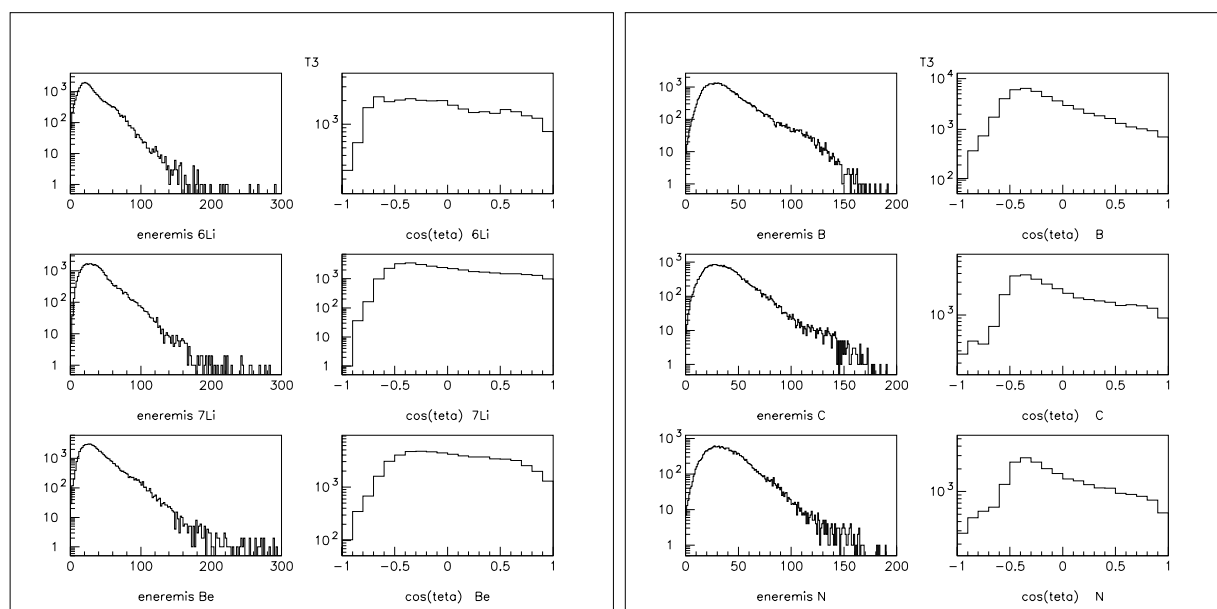 T3
10³
10²
10
1
0 100 200 300
eneremis 6Li
10³
−1 −0.5 0 0.5 1
cos(teta) 6Li
10³
10²
10
1
0 100 200 300
eneremis 7Li
10³
10²
10
1
−1 −0.5 0 0.5 1
cos(teta) 7Li
10³
10²
10
1
0 100 200 300
eneremis Be
10³
10²
−1 −0.5 0 0.5 1
cos(teta) Be
T3
10³
10²
10
1
0 50 100 150 200
eneremis B
10⁴
10³
10²
−1 −0.5 0 0.5 1
cos(teta) B
10³
10²
10
1
0 50 100 150 200
eneremis C
10³
−1 −0.5 0 0.5 1
cos(teta) C
10³
10²
10
1
0 50 100 150 200
eneremis N
10³
−1 −0.5 0 0.5 1
cos(teta) N